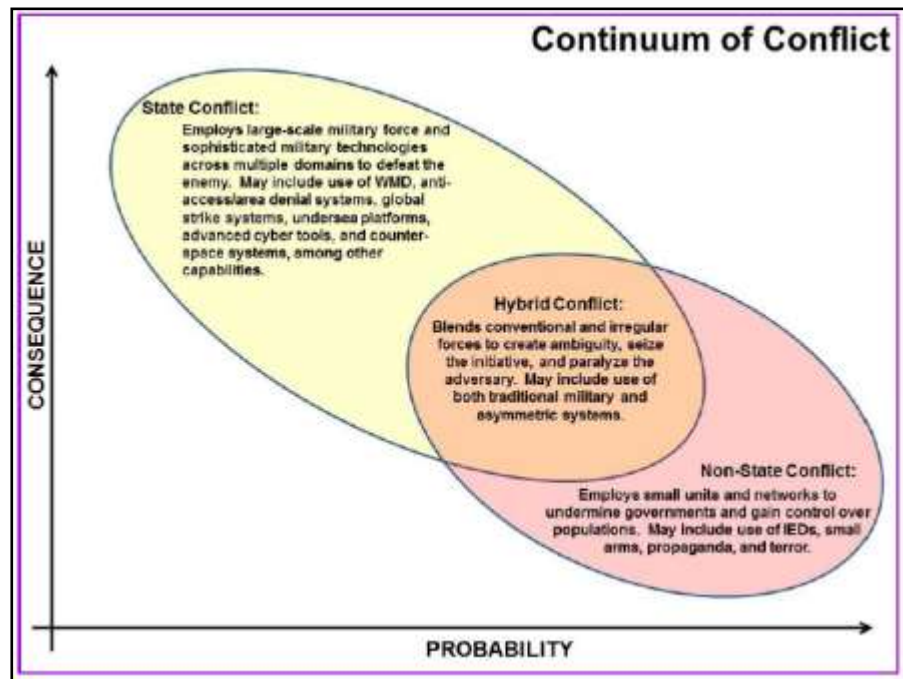 Continuum of Conflict
State Conflict:
Employs large-scale military force and
sophisticated military technologies
across multiple domains to defeat the
enemy. May include use of WMD, anti-
access/area denial systems, global
strike systems, undersea platforms,
advanced cyber tools, and counter-
space systems, among other
capabilities.
Hybrid Conflict:
Blends conventional and irregular
forces to create ambiguity, seize
the initiative, and paralyze the
adversary. May include use of
both traditional military and
asymmetric systems.
Non-State Conflict:
Employs small units and networks to
undermine governments and gain control over
populations. May include use of IEDs, small
arms, propaganda, and terror.
CONSEQUENCE
PROBABILITY